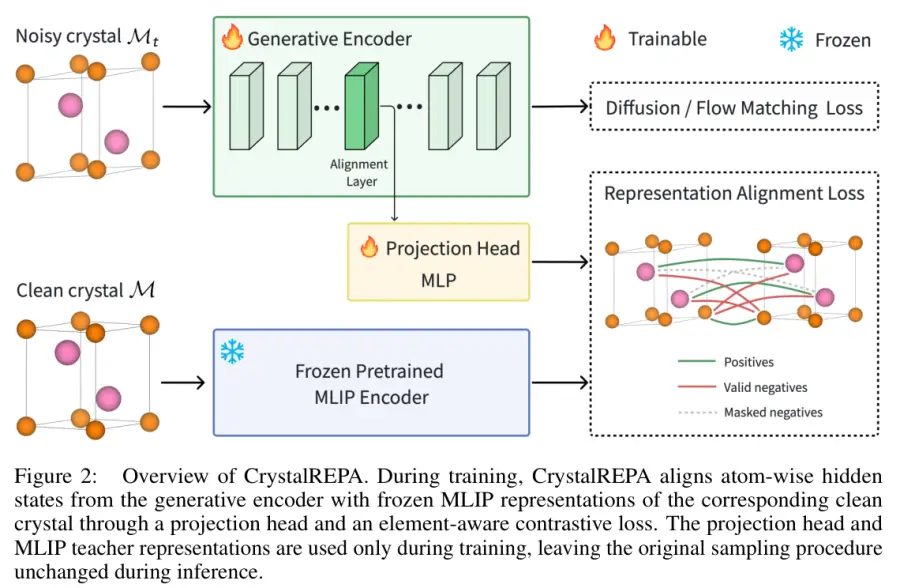 Noisy crystal 𝓜ₜ
Generative Encoder
Trainable
Frozen
Alignment
Layer
Diffusion / Flow Matching Loss
Representation Alignment Loss
Projection Head
MLP
Clean crystal 𝓜
Frozen Pretrained
MLIP Encoder
Positives
Valid negatives
Masked negatives
Figure 2: Overview of CrystalREPA. During training, CrystalREPA aligns atom-wise hidden
states from the generative encoder with frozen MLIP representations of the corresponding clean
crystal through a projection head and an element-aware contrastive loss. The projection head and
MLIP teacher representations are used only during training, leaving the original sampling procedure
unchanged during inference.